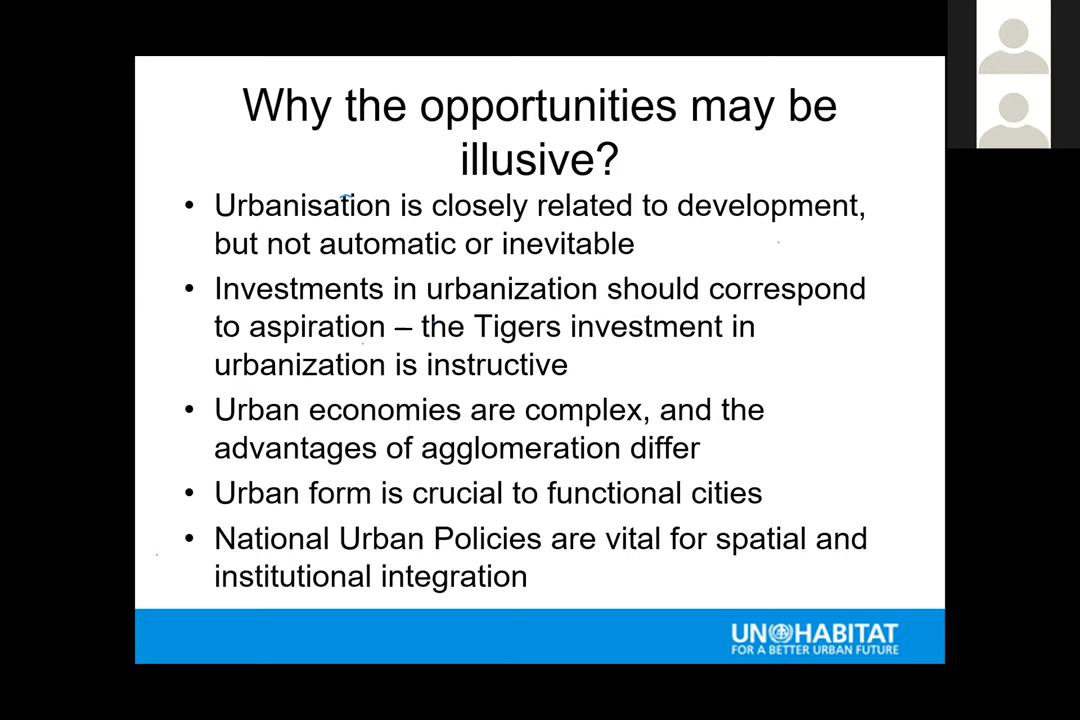 Why the opportunities may be
illusive?
• Urbanisation is closely related to development,
but not automatic or inevitable
• Investments in urbanization should correspond
to aspiration – the Tigers investment in
urbanization is instructive
• Urban economies are complex, and the
advantages of agglomeration differ
• Urban form is crucial to functional cities
• National Urban Policies are vital for spatial and
institutional integration
UN HABITAT
FOR A BETTER URBAN FUTURE